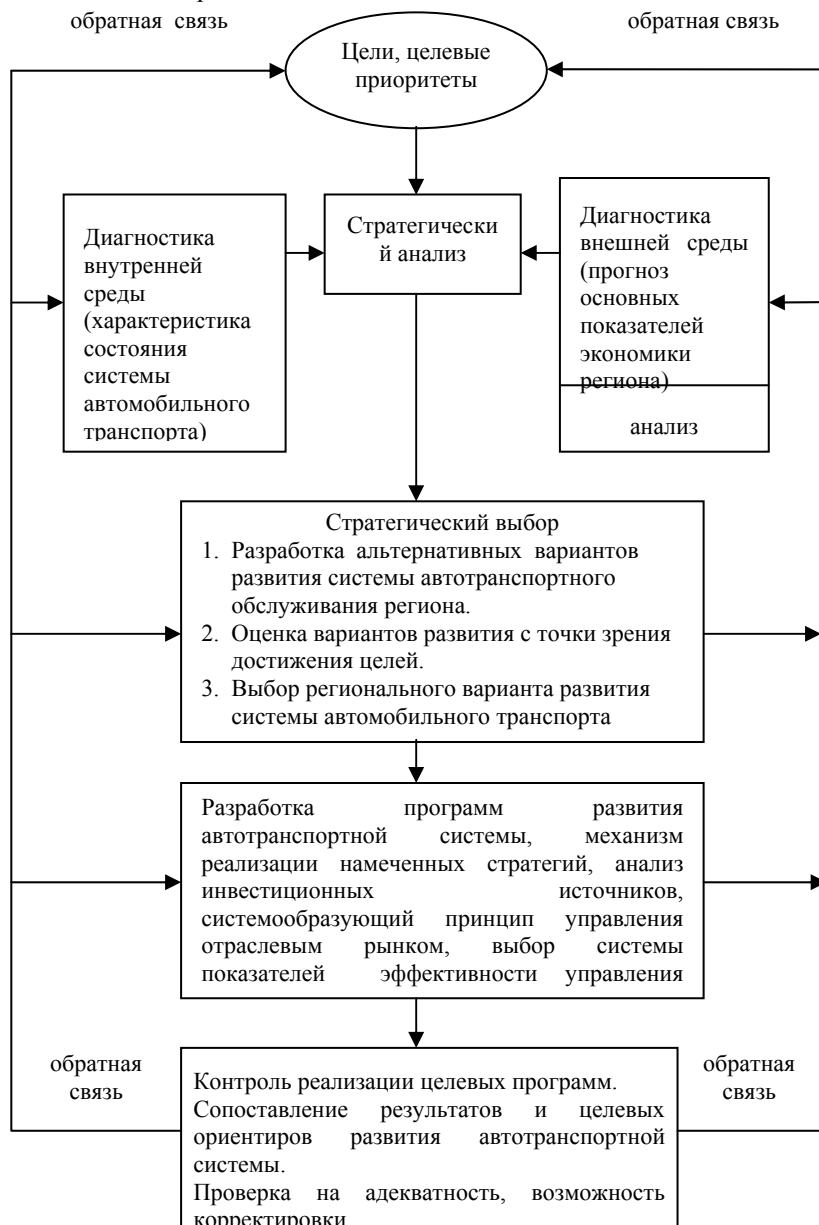 обратная связь
обратная связь
Цели, целевые
приоритеты
Диагностика
внутренней
среды
(характеристика
состояния
системы
автомобильного
транспорта)
Стратегически
й анализ
Диагностика
внешней среды
(прогноз
основных
показателей
экономики
региона)
анализ
Стратегический выбор
1. Разработка альтернативных вариантов
развития системы автотранспортного
обслуживания региона.
2. Оценка вариантов развития с точки зрения
достижения целей.
3. Выбор регионального варианта развития
системы автомобильного транспорта
Разработка программ развития
автотранспортной системы, механизм
реализации намеченных стратегий, анализ
инвестиционных источников,
системообразующий принцип управления
отраслевым рынком, выбор системы
показателей эффективности управления
обратная
связь
Контроль реализации целевых программ.
Сопоставление результатов и целевых
ориентиров развития автотранспортной
системы.
Проверка на адекватность, возможность
корректировки
обратная
связь